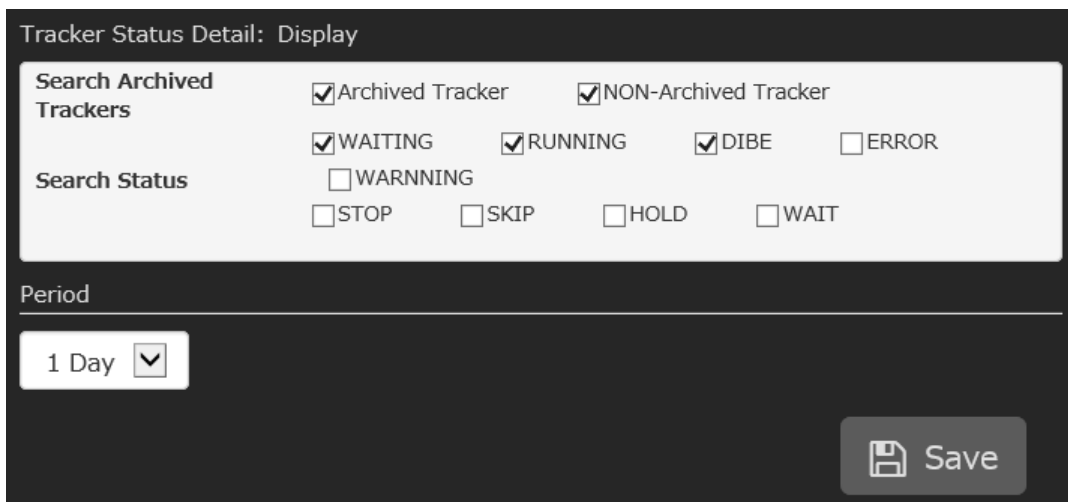 Tracker Status Detail: Display
Search Archived
Trackers
Archived Tracker NON-Archived Tracker
WAITING RUNNING DIBE ERROR
Search Status
WARNNING
STOP SKIP HOLD WAIT
Period
1 Day
Save